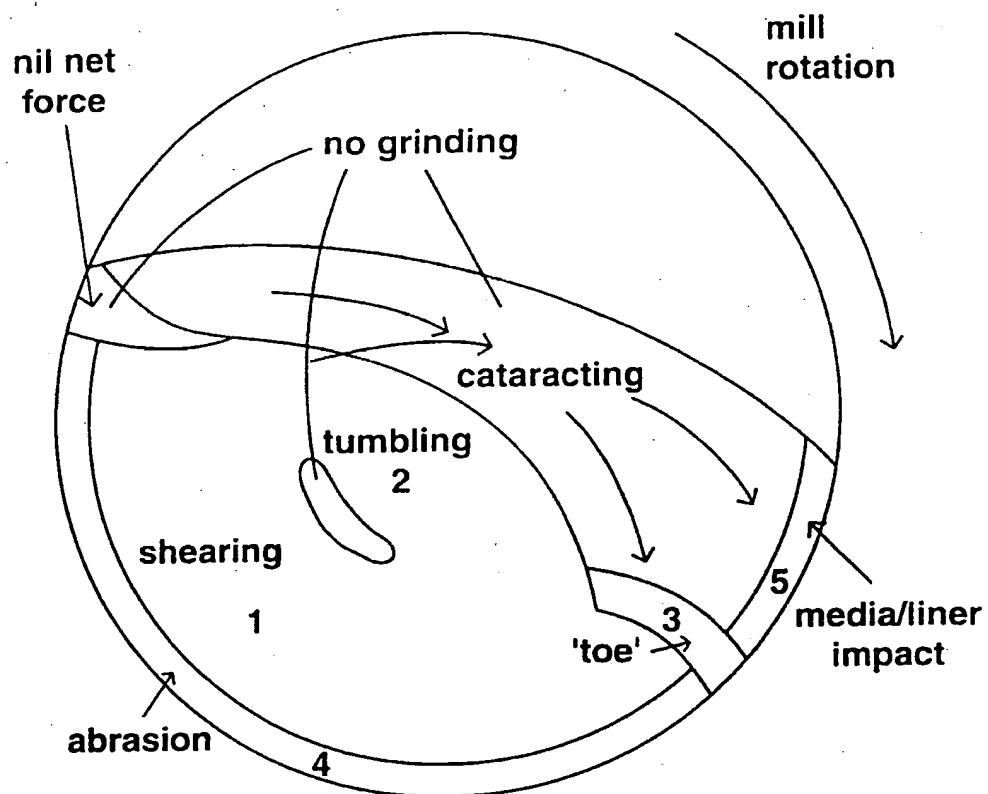 mill
rotation
nil net
force
no grinding
cataracting
tumbling
2
shearing
1
5
3
'toe'
media/liner
impact
abrasion
4